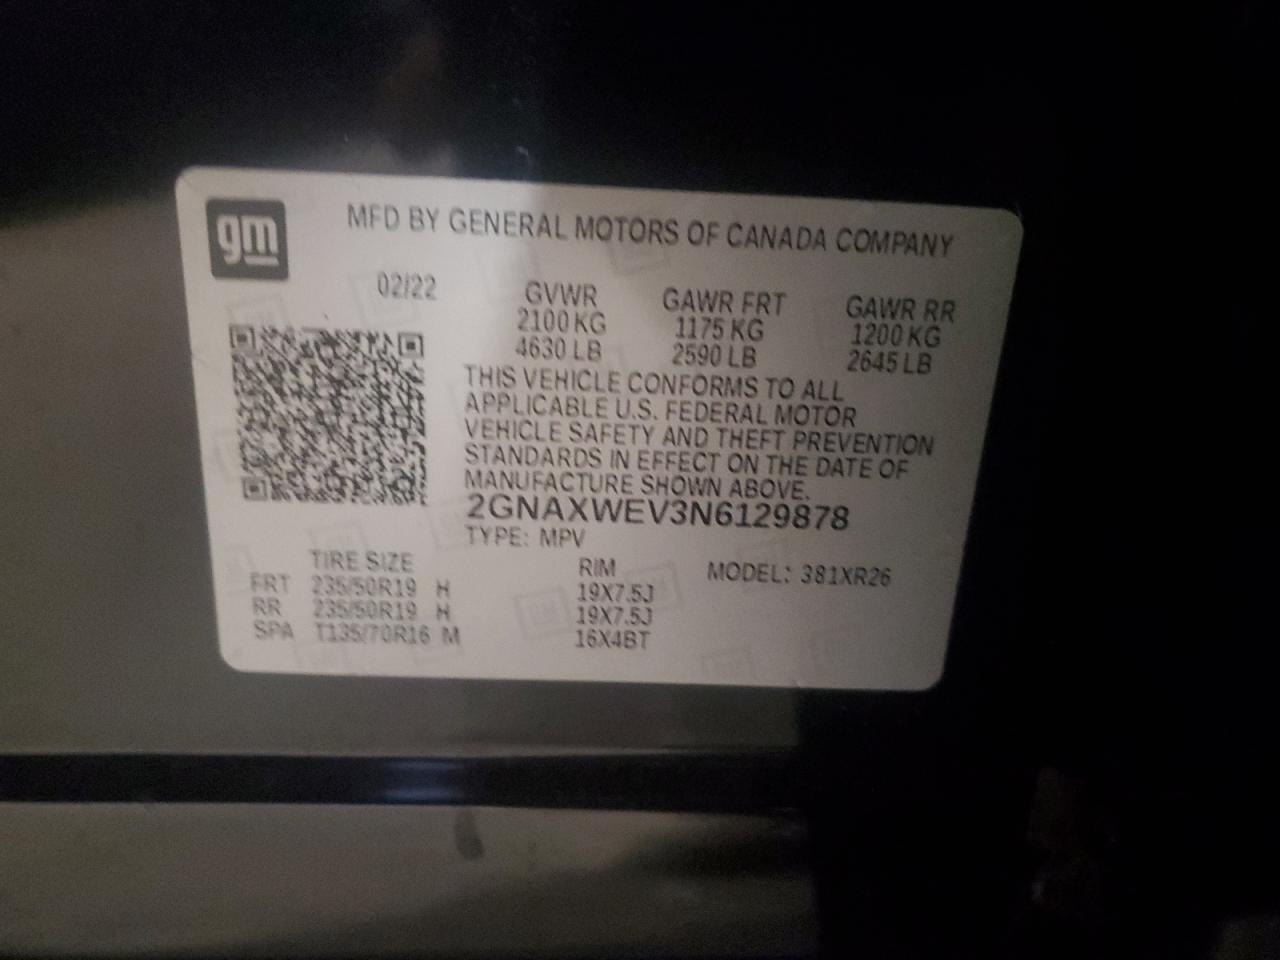 gm
MFD BY GENERAL MOTORS OF CANADA COMPANY
02/22 GVWR GAWR FRT GAWR RR
2100 KG 1175 KG 1200 KG
4630 LB 2590 LB 2645 LB
THIS VEHICLE CONFORMS TO ALL
APPLICABLE U.S. FEDERAL MOTOR
VEHICLE SAFETY AND THEFT PREVENTION
STANDARDS IN EFFECT ON THE DATE OF
MANUFACTURE SHOWN ABOVE.
2GNAXWEV3N6129878
TYPE: MPV
TIRE SIZE RIM MODEL: 381XR26
FRT 235/50R19 H 19X7.5J
RR 235/50R19 H 19X7.5J
SPA T135/70R16 M 16X4BT